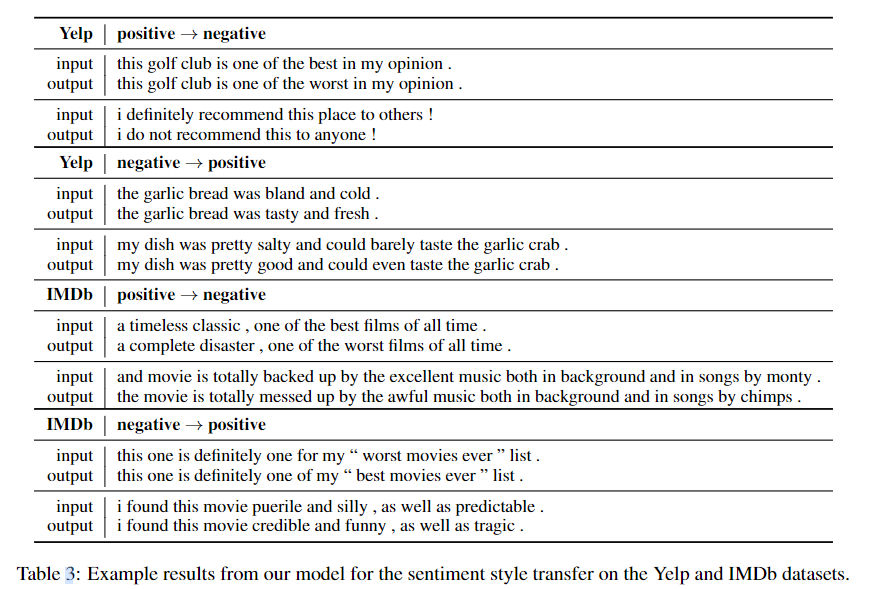 Yelp positive → negative
input this golf club is one of the best in my opinion .
output this golf club is one of the worst in my opinion .
input i definitely recommend this place to others !
output i do not recommend this to anyone !
Yelp negative → positive
input the garlic bread was bland and cold .
output the garlic bread was tasty and fresh .
input my dish was pretty salty and could barely taste the garlic crab .
output my dish was pretty good and could even taste the garlic crab .
IMDb positive → negative
input a timeless classic , one of the best films of all time .
output a complete disaster , one of the worst films of all time .
input and movie is totally backed up by the excellent music both in background and in songs by monty .
output the movie is totally messed up by the awful music both in background and in songs by chimps .
IMDb negative → positive
input this one is definitely one for my “ worst movies ever ” list .
output this one is definitely one of my “ best movies ever ” list .
input i found this movie puerile and silly , as well as predictable .
output i found this movie credible and funny , as well as tragic .
Table 3: Example results from our model for the sentiment style transfer on the Yelp and IMDb datasets.